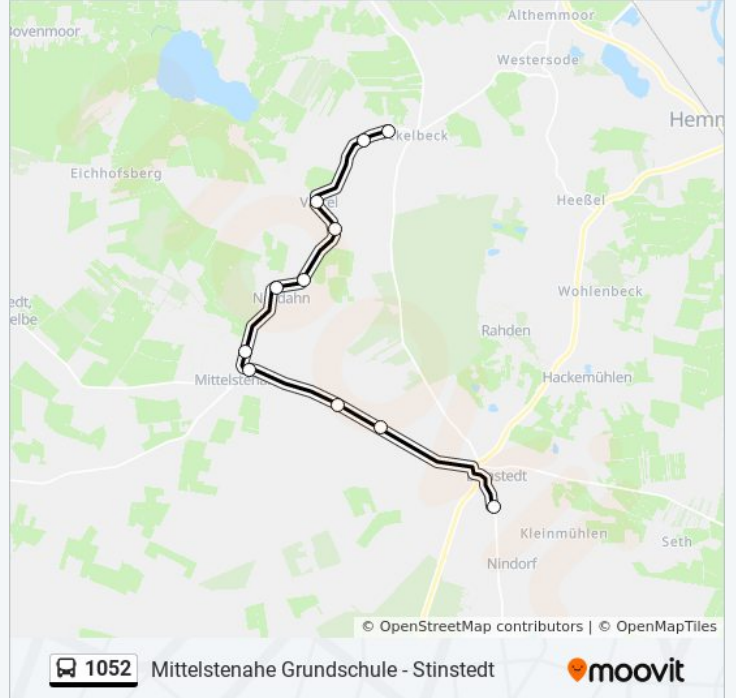 Althemmoor
Bovenmoor
Westersode
Hemm
kelbeck
Eichhofsberg
Heeßel
Wohlenbeck
Rahden
Hackemühlen
Mittelstena
Kleinmühlen
Seth
Nindorf
© OpenStreetMap contributors | © OpenMapTiles
1052 Mittelstenahe Grundschule - Stinstedt moovit